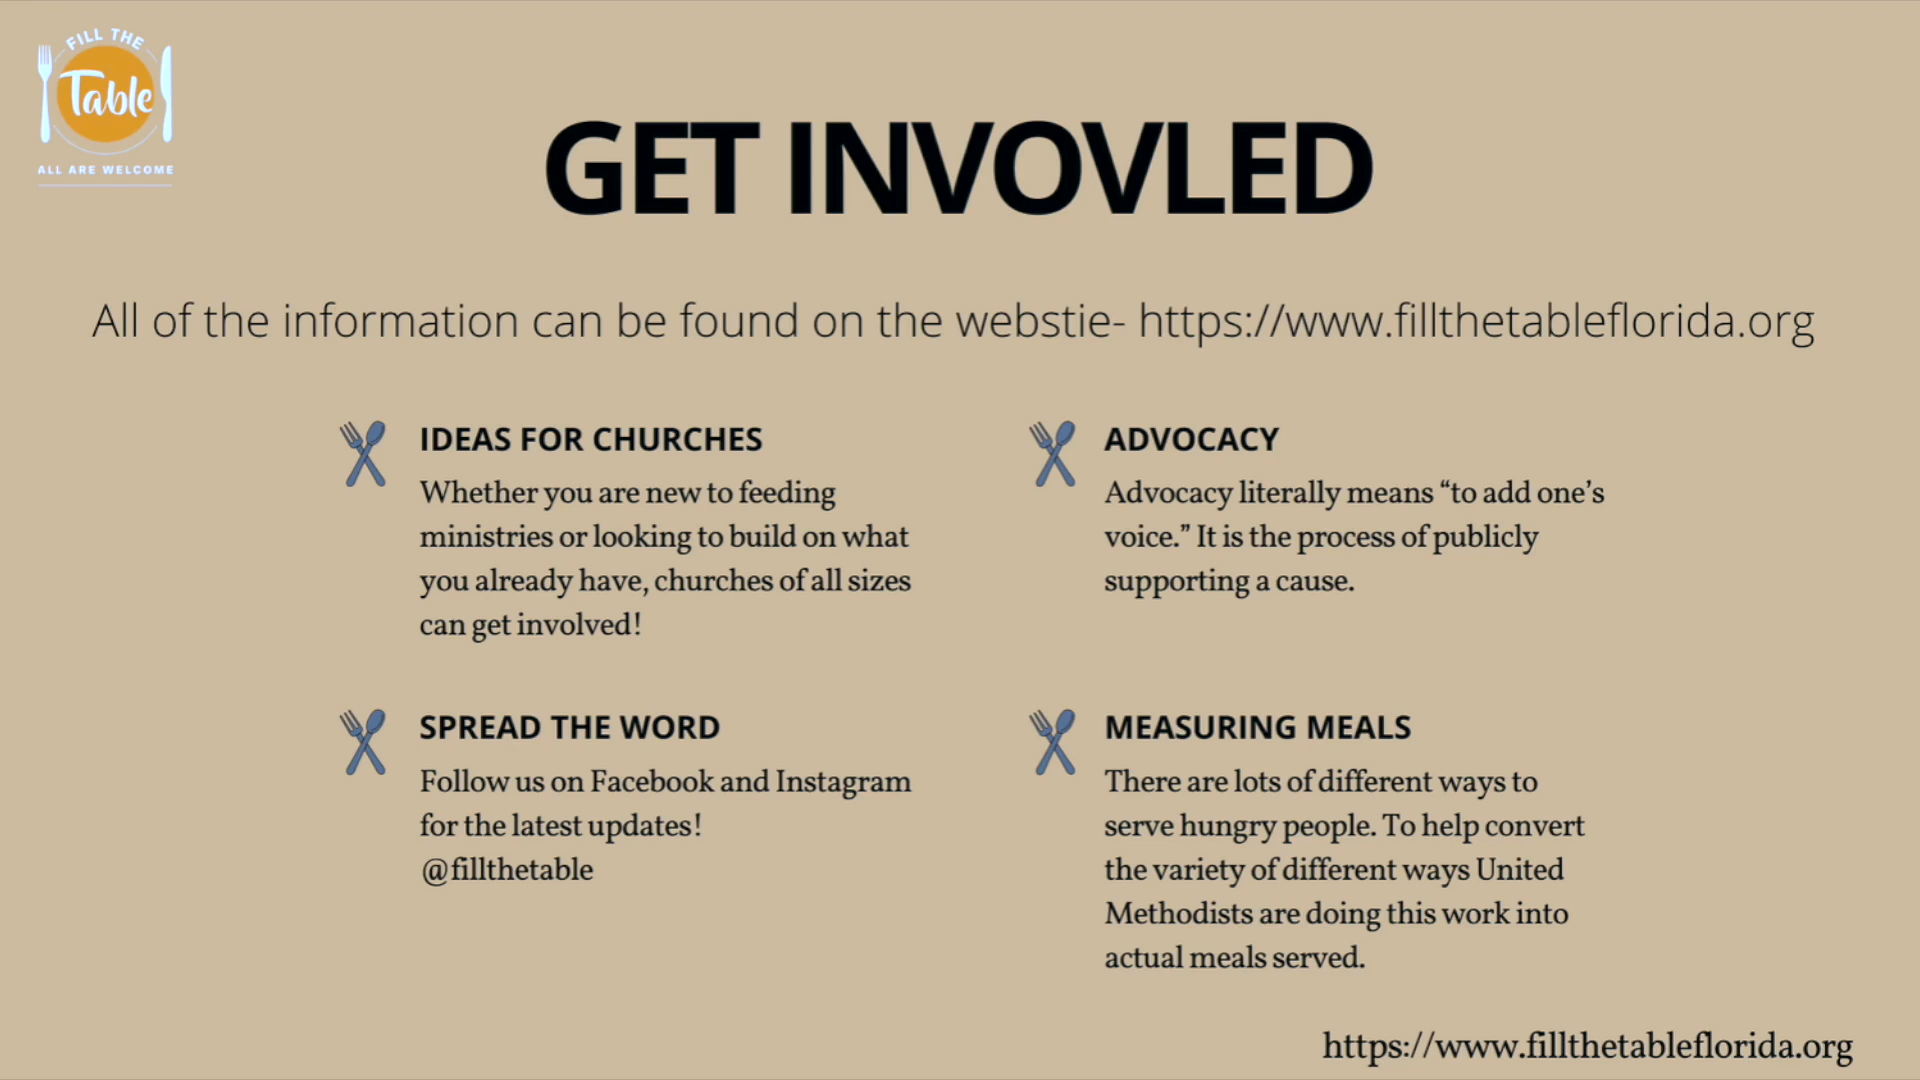 FILL THE
Table
ALL ARE WELCOME
GET INVOVLED
All of the information can be found on the webstie- https://www.fillthetableflorida.org
IDEAS FOR CHURCHES
Whether you are new to feeding
ministries or looking to build on what
you already have, churches of all sizes
can get involved!
ADVOCACY
Advocacy literally means “to add one’s
voice.” It is the process of publicly
supporting a cause.
SPREAD THE WORD
Follow us on Facebook and Instagram
for the latest updates!
@fillthetable
MEASURING MEALS
There are lots of different ways to
serve hungry people. To help convert
the variety of different ways United
Methodists are doing this work into
actual meals served.
https://www.fillthetableflorida.org